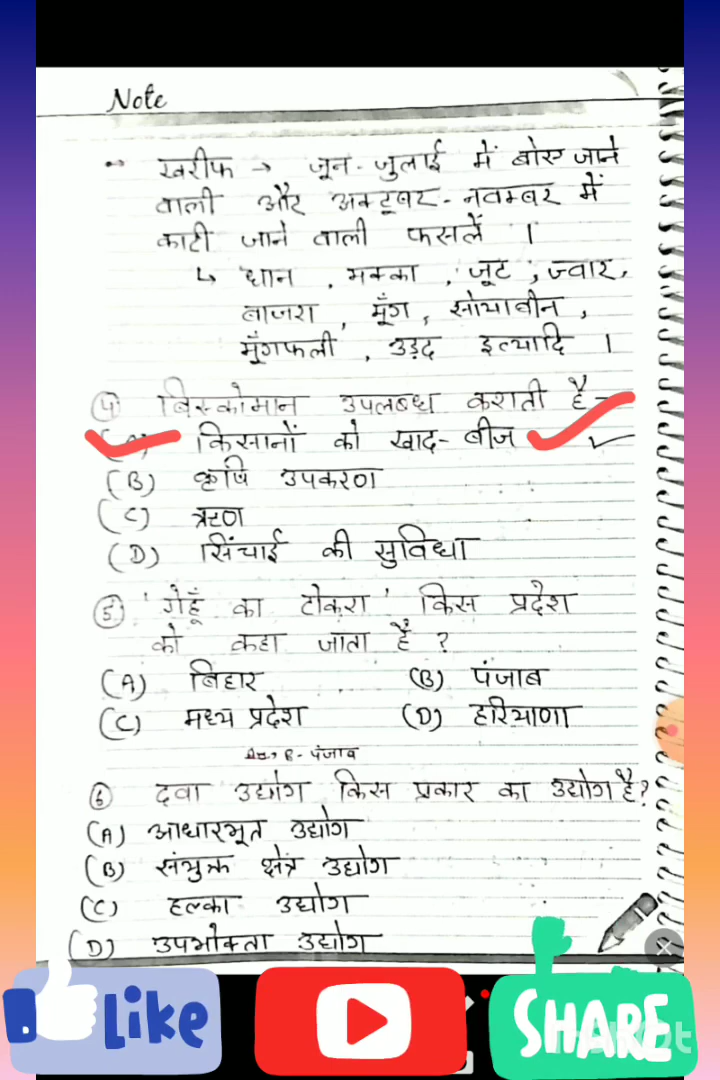 Note
खरीफ → जून-जुलाई में बोए जाने
वाली और अक्टूबर-नवम्बर में
काटी जाने वाली फसलें ।
↳ धान, मक्का, जूट, ज्वार,
बाजरा, मूँग, सोयाबीन,
मूँगफली, उड़द इत्यादि ।
④ बिस्कोमान उपलब्ध कराती है-
(A) किसानों को खाद-बीज ✓
(B) कृषि उपकरण
(C) ऋण
(D) सिंचाई की सुविधा
⑤ 'गेहूँ का टोकरा' किस प्रदेश
को कहा जाता है ?
(A) बिहार (B) पंजाब
(C) मध्य प्रदेश (D) हरियाणा
Ans, B - पंजाब
⑥ दवा उद्योग किस प्रकार का उद्योग है?
(A) आधारभूत उद्योग
(B) संयुक्त क्षेत्र उद्योग
(C) हल्का उद्योग
(D) उपभोक्ता उद्योग
Like SHARE